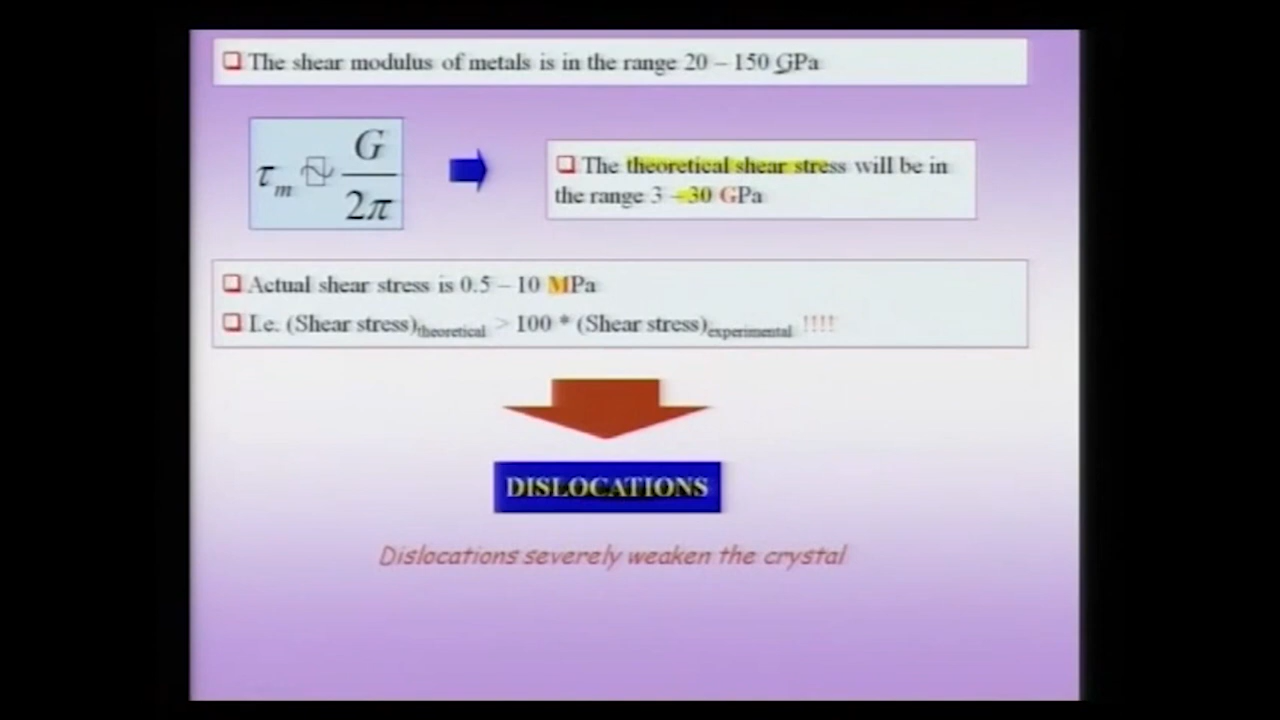 The shear modulus of metals is in the range 20 – 150 GPa
τm ~ G/2π
The theoretical shear stress will be in
the range 3 – 30 GPa
Actual shear stress is 0.5 – 10 MPa
I.e. (Shear stress)theoretical > 100 * (Shear stress)experimental !!!!
DISLOCATIONS
Dislocations severely weaken the crystal